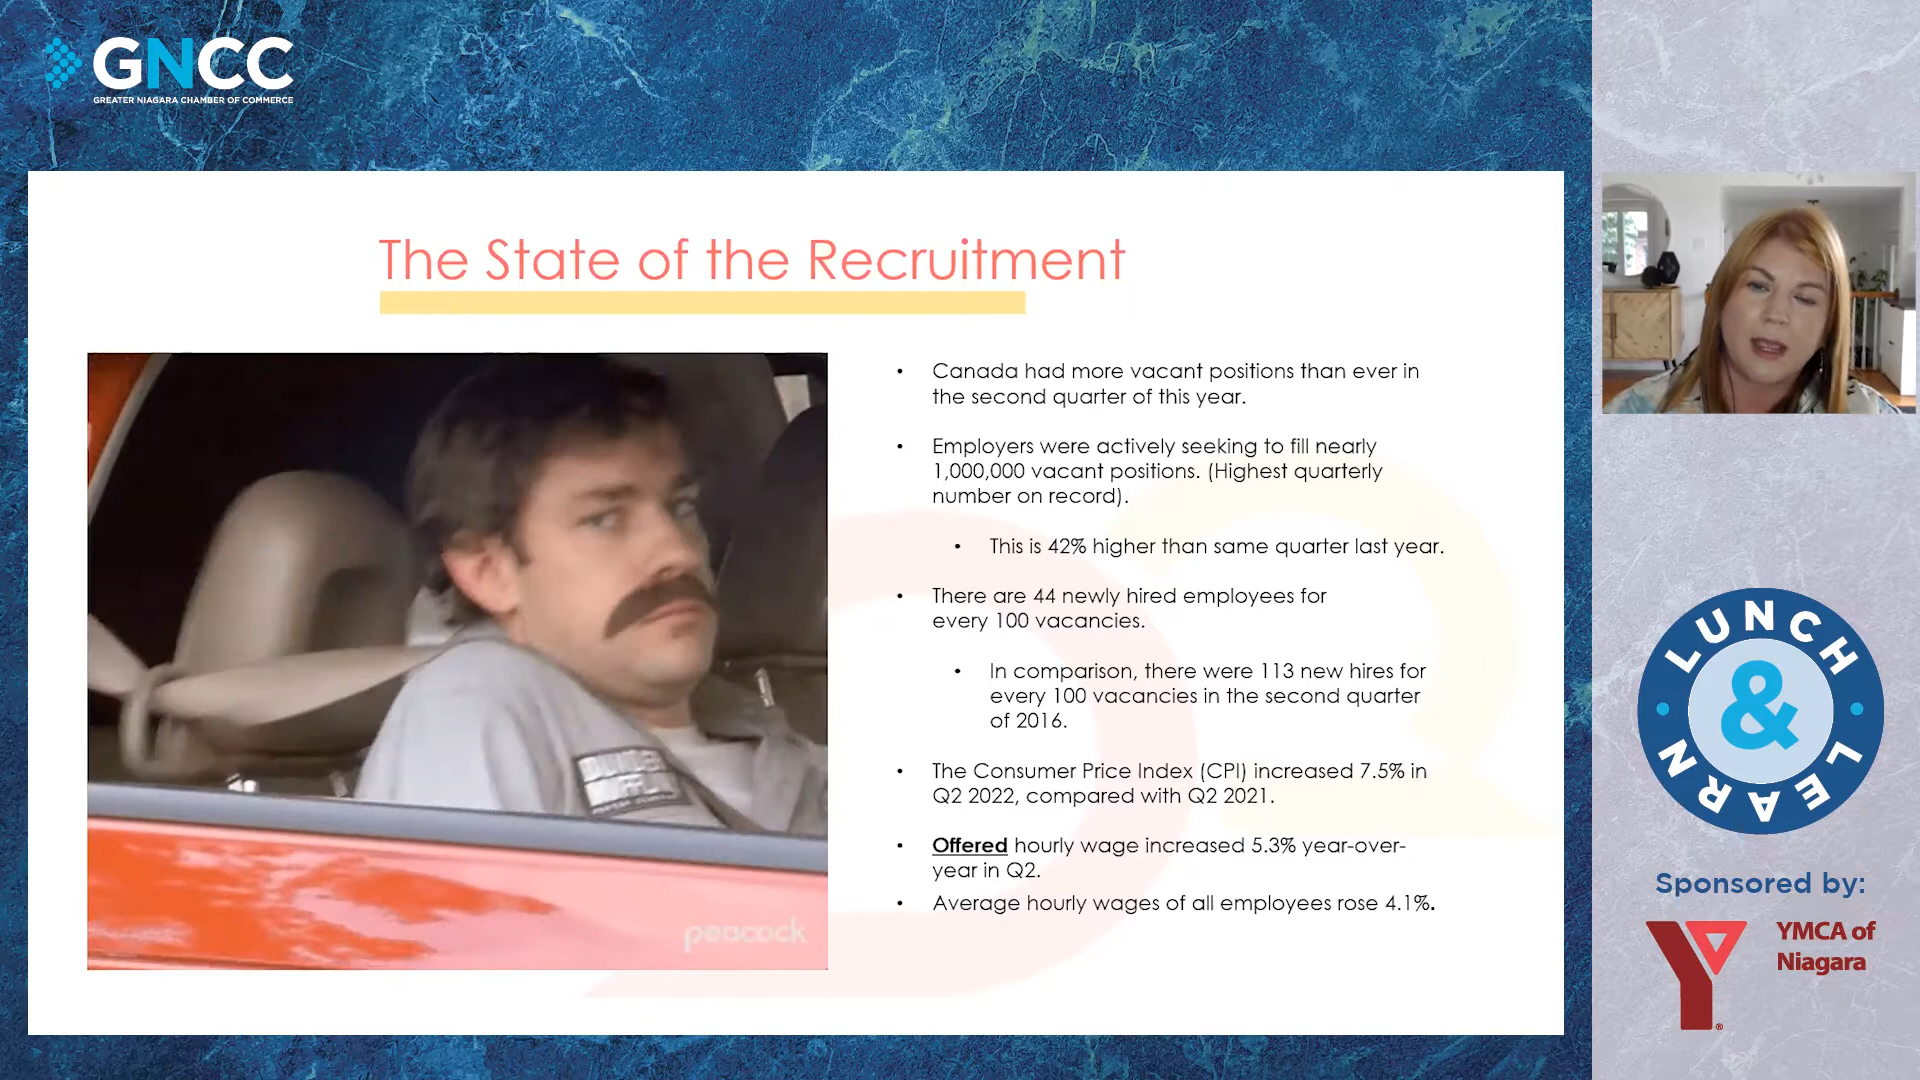 GNCC
GREATER NIAGARA CHAMBER OF COMMERCE
The State of the Recruitment
• Canada had more vacant positions than ever in
the second quarter of this year.
• Employers were actively seeking to fill nearly
1,000,000 vacant positions. (Highest quarterly
number on record).
• This is 42% higher than same quarter last year.
• There are 44 newly hired employees for
every 100 vacancies.
• In comparison, there were 113 new hires for
every 100 vacancies in the second quarter
of 2016.
• The Consumer Price Index (CPI) increased 7.5% in
Q2 2022, compared with Q2 2021.
• Offered hourly wage increased 5.3% year-over-
year in Q2.
• Average hourly wages of all employees rose 4.1%.
peacock
LUNCH
&
LEARN
Sponsored by:
YMCA of
Niagara